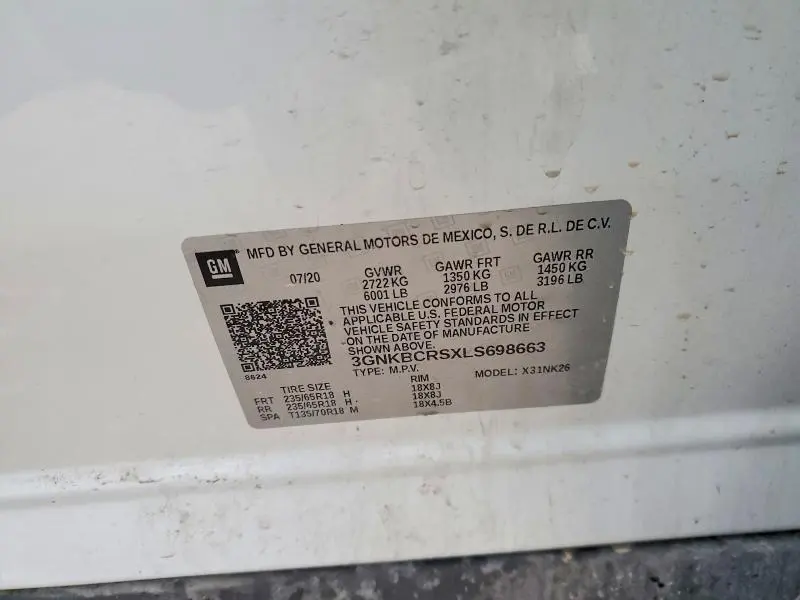 MFD BY GENERAL MOTORS DE MEXICO, S. DE R.L. DE C.V.
GM
07/20 GVWR GAWR FRT GAWR RR
2722 KG 1350 KG 1450 KG
6001 LB 2976 LB 3196 LB
THIS VEHICLE CONFORMS TO ALL
APPLICABLE U.S. FEDERAL MOTOR
VEHICLE SAFETY STANDARDS IN EFFECT
ON THE DATE OF MANUFACTURE
SHOWN ABOVE.
8624
3GNKBCRSXLS698663
TYPE: M.P.V. MODEL: X31NK26
TIRE SIZE RIM
FRT 235/65R18 H 18X8J
RR 235/65R18 H 18X8J
SPA T135/70R18 M 18X4.5B